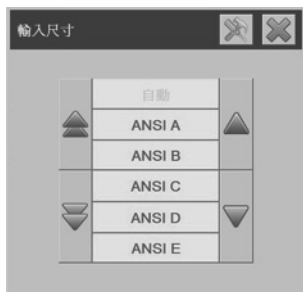 輸入尺寸
自動
ANSI A
ANSI B
ANSI C
ANSI D
ANSI E